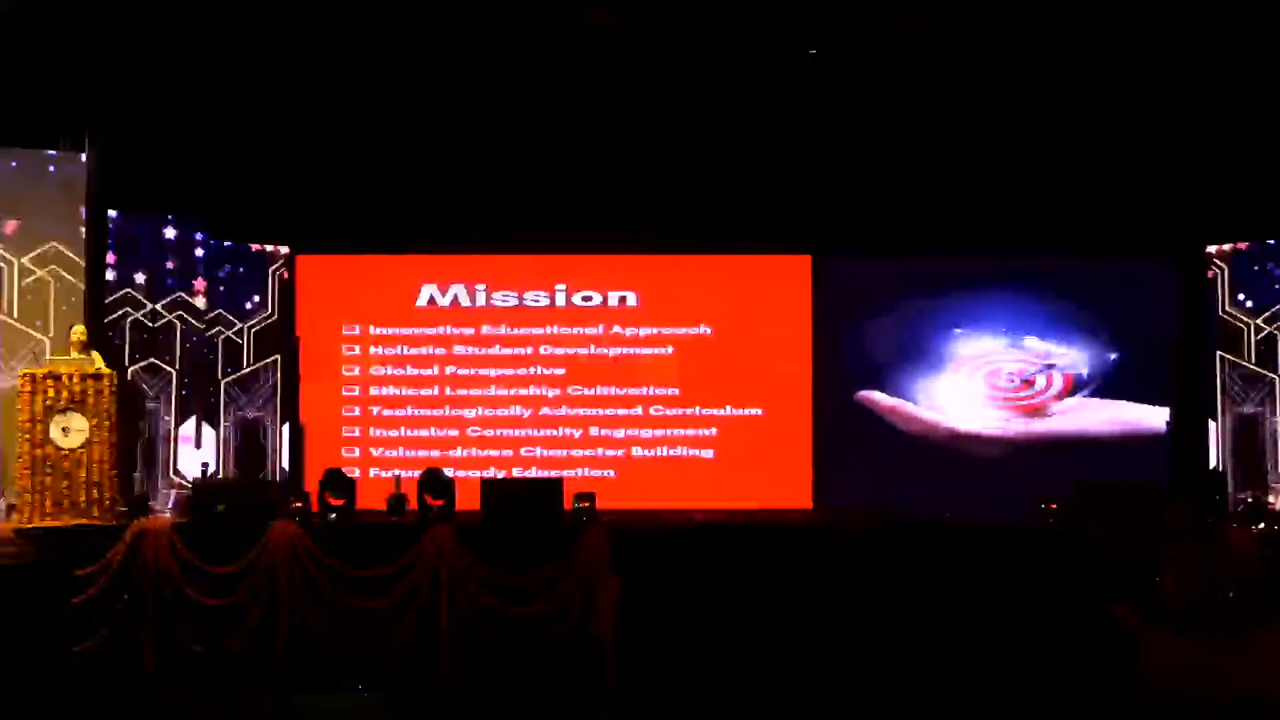 Mission
❑ Innovative Educational Approach
❑ Holistic Student Development
❑ Global Perspective
❑ Ethical Leadership Cultivation
❑ Technologically Advanced Curriculum
❑ Inclusive Community Engagement
❑ Values-driven Character Building
❑ Future Ready Education